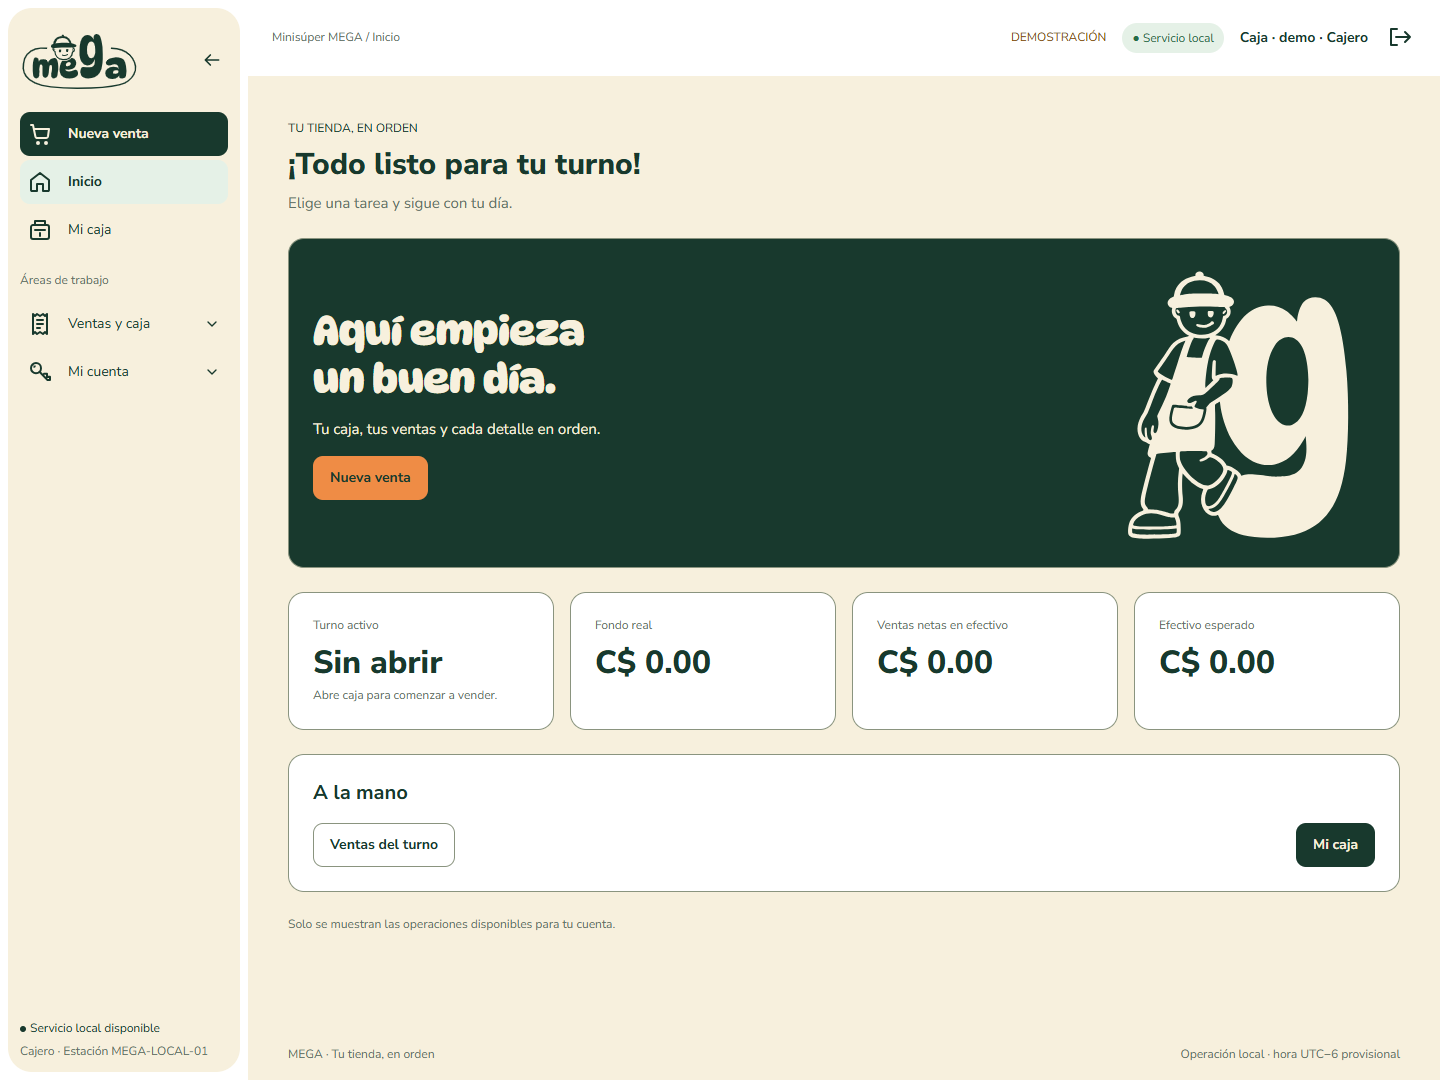 mega
Nueva venta
Inicio
Mi caja
Áreas de trabajo
Ventas y caja
Mi cuenta
● Servicio local disponible
Cajero · Estación MEGA-LOCAL-01
Minisúper MEGA / Inicio
DEMOSTRACIÓN
● Servicio local
Caja · demo · Cajero
TU TIENDA, EN ORDEN
¡Todo listo para tu turno!
Elige una tarea y sigue con tu día.
Aquí empieza
un buen día.
Tu caja, tus ventas y cada detalle en orden.
Nueva venta
g
Turno activo
Sin abrir
Abre caja para comenzar a vender.
Fondo real
C$ 0.00
Ventas netas en efectivo
C$ 0.00
Efectivo esperado
C$ 0.00
A la mano
Ventas del turno
Mi caja
Solo se muestran las operaciones disponibles para tu cuenta.
MEGA · Tu tienda, en orden
Operación local · hora UTC−6 provisional